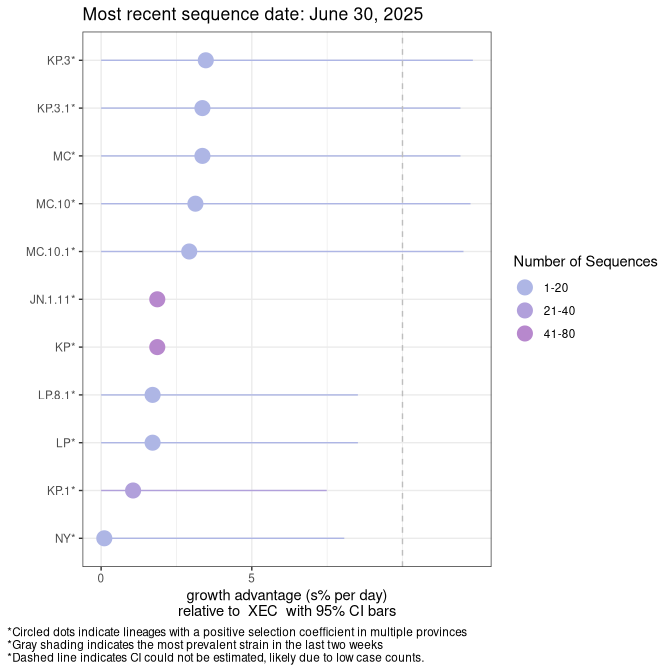 Most recent sequence date: June 30, 2025
KP.3*
KP.3.1*
MC*
MC.10*
MC.10.1*
JN.1.11*
KP*
LP.8.1*
LP*
KP.1*
NY*
0 5
growth advantage (s% per day)
relative to XEC with 95% CI bars
Number of Sequences
1-20
21-40
41-80
*Circled dots indicate lineages with a positive selection coefficient in multiple provinces
*Gray shading indicates the most prevalent strain in the last two weeks
*Dashed line indicates CI could not be estimated, likely due to low case counts.